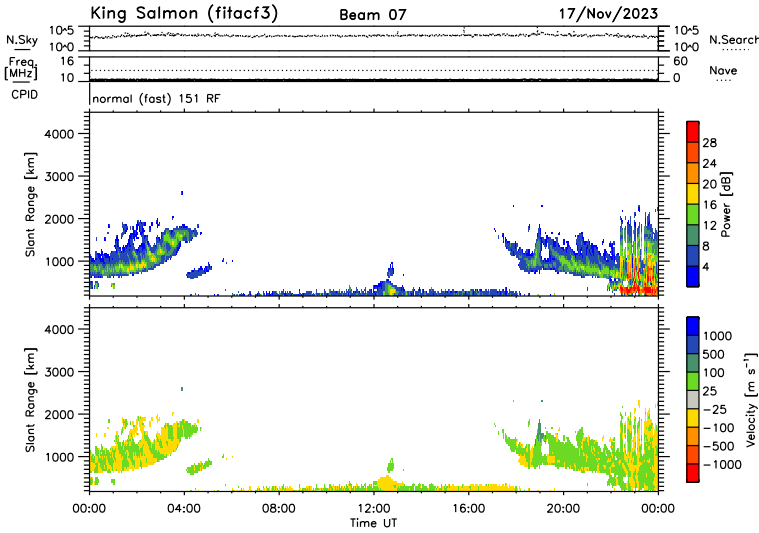 King Salmon (fitacf3) Beam 07 17/Nov/2023
N.Sky 10^5 10^0 10^5 10^0 N.Search
Freq. [MHz] 16 10 60 0 Nave
CPID normal (fast) 151 RF
Slant Range [km] 4000 3000 2000 1000
Power [dB] 28 24 20 16 12 8 4
Slant Range [km] 4000 3000 2000 1000
Velocity [m s⁻¹] 1000 500 100 25 −25 −100 −500 −1000
00:00 04:00 08:00 12:00 16:00 20:00 00:00
Time UT